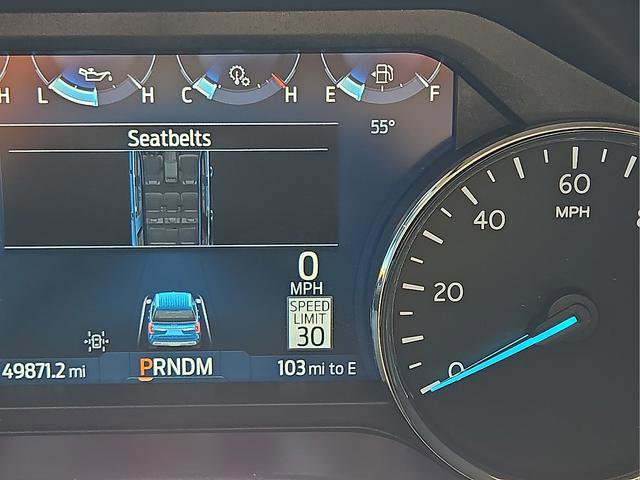 H
L H
C H
E F
55°
Seatbelts
0
MPH
SPEED
LIMIT
30
49871.2 mi
PRNDM
103 mi to E
0
20
40
60
MPH